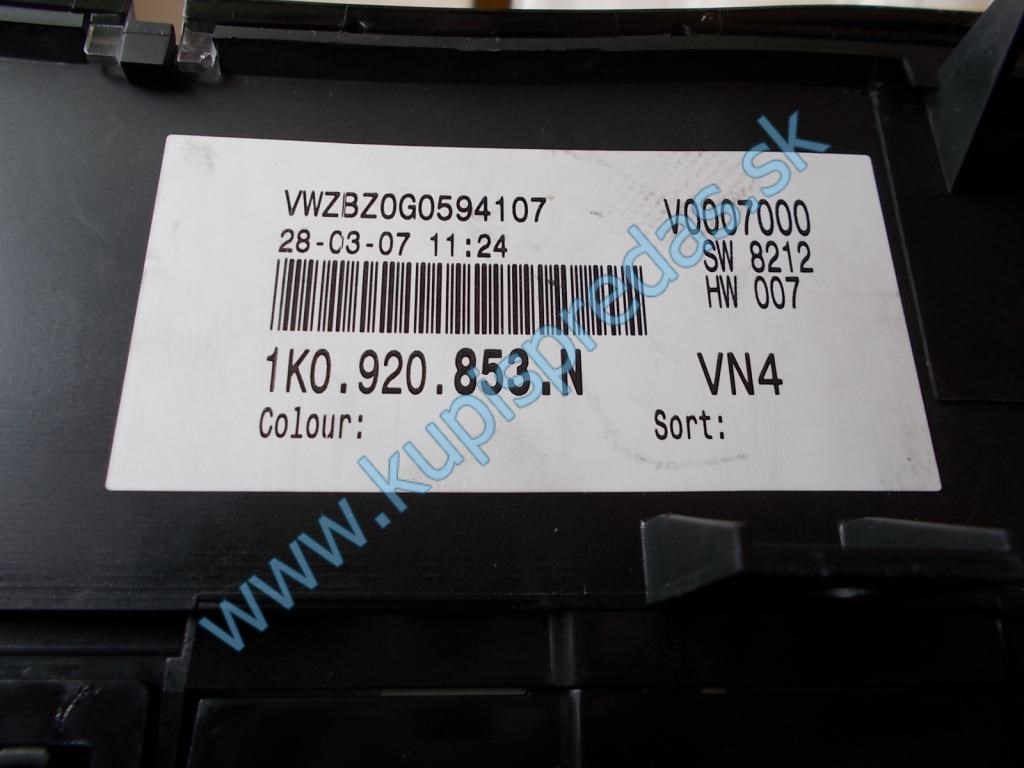 VWZBZ0G0594107
V0007000
28-03-07 11:24
SW 8212
HW 007
1K0.920.853.N
VN4
Colour:
Sort:
www.kupispredas.sk